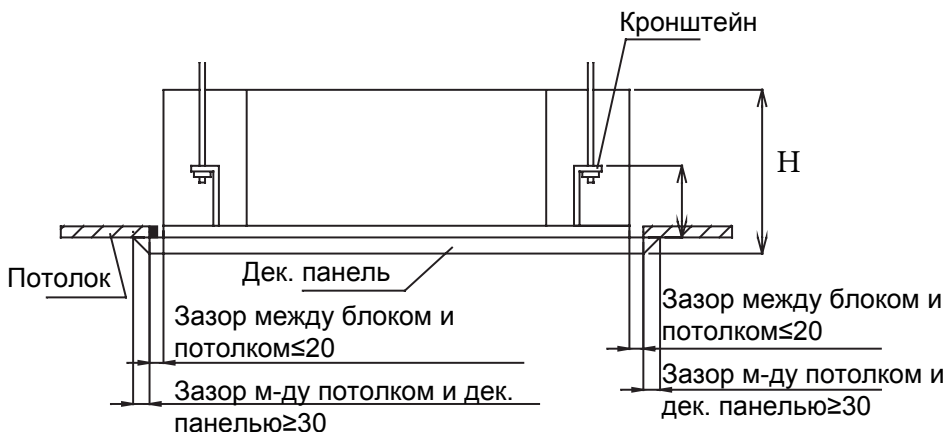 Кронштейн
H
Потолок
Дек. панель
Зазор между блоком и
потолком≤20
Зазор м-ду потолком и дек.
панелью≥30
Зазор между блоком и
потолком≤20
Зазор м-ду потолком и
дек. панелью≥30